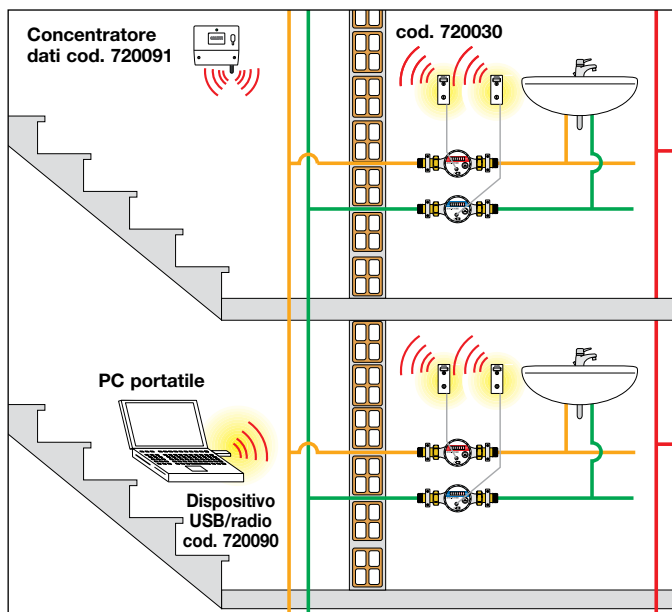 Concentratore
dati cod. 720091
cod. 720030
PC portatile
Dispositivo
USB/radio
cod. 720090